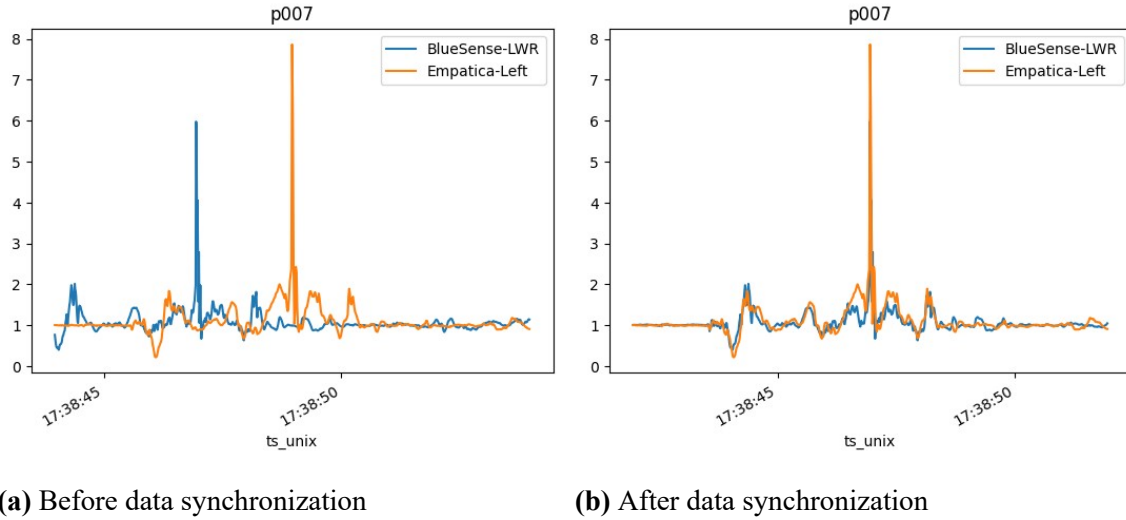 p007
BlueSense-LWR
Empatica-Left
8
7
6
5
4
3
2
1
0
17:38:45
17:38:50
ts_unix
p007
BlueSense-LWR
Empatica-Left
8
7
6
5
4
3
2
1
0
17:38:45
17:38:50
ts_unix
(a) Before data synchronization
(b) After data synchronization